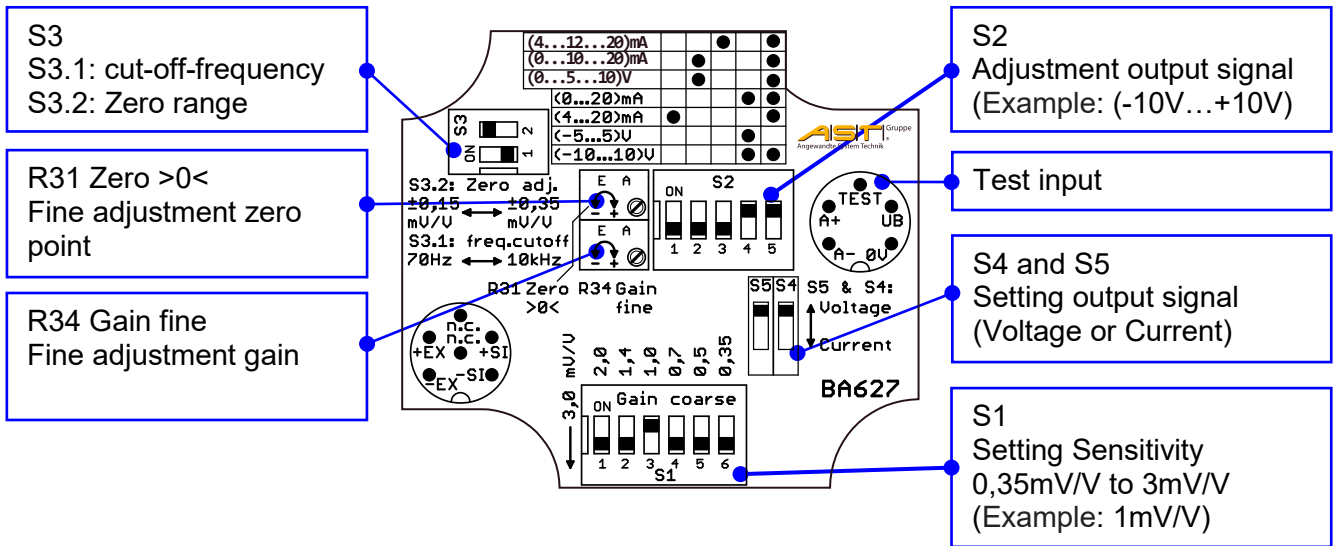 S3
S3.1: cut-off-frequency
S3.2: Zero range
R31 Zero >0<
Fine adjustment zero
point
R34 Gain fine
Fine adjustment gain
(4...12...20)mA
(0...10...20)mA
(0...5...10)V
(0...20)mA
(4...20)mA
(-5...5)V
(-10...10)V
AST Gruppe
Angewandte System Technik
S3
ON
1
2
S3.2: Zero adj.
±0,15 ±0,35
mV/V mV/V
S3.1: freq.cutoff
70Hz 10kHz
E A
- +
E A
- +
S2
ON
1 2 3 4 5
TEST
A+ UB
A- 0V
R31 Zero R34 Gain
>0< fine
S5 S4 S5 & S4:
Voltage
Current
n.c.
n.c.
+EX +SI
-EX -SI
3,0 mV/V
2,0
1,4
1,0
0,7
0,5
0,35
ON Gain coarse
1 2 3 4 5 6
S1
BA627
S2
Adjustment output signal
(Example: (-10V…+10V)
Test input
S4 and S5
Setting output signal
(Voltage or Current)
S1
Setting Sensitivity
0,35mV/V to 3mV/V
(Example: 1mV/V)